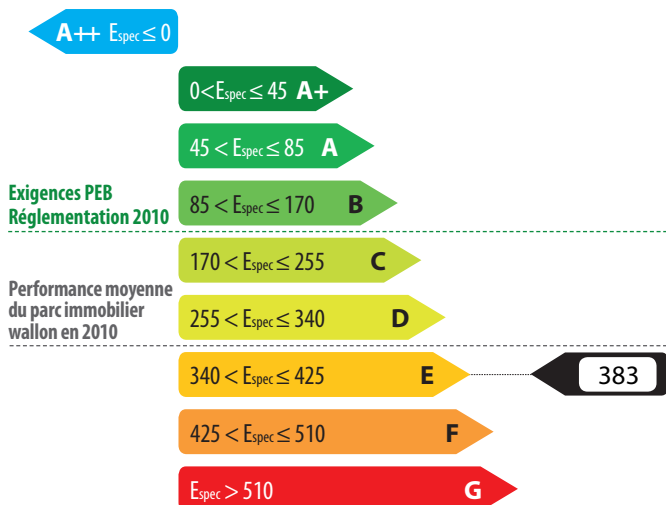 A++ Espec ≤ 0
0<Espec ≤ 45 A+
45 < Espec ≤ 85 A
Exigences PEB
Réglementation 2010
85 < Espec ≤ 170 B
170 < Espec ≤ 255 C
Performance moyenne
du parc immobilier
wallon en 2010
255 < Espec ≤ 340 D
340 < Espec ≤ 425 E 383
425 < Espec ≤ 510 F
Espec > 510 G